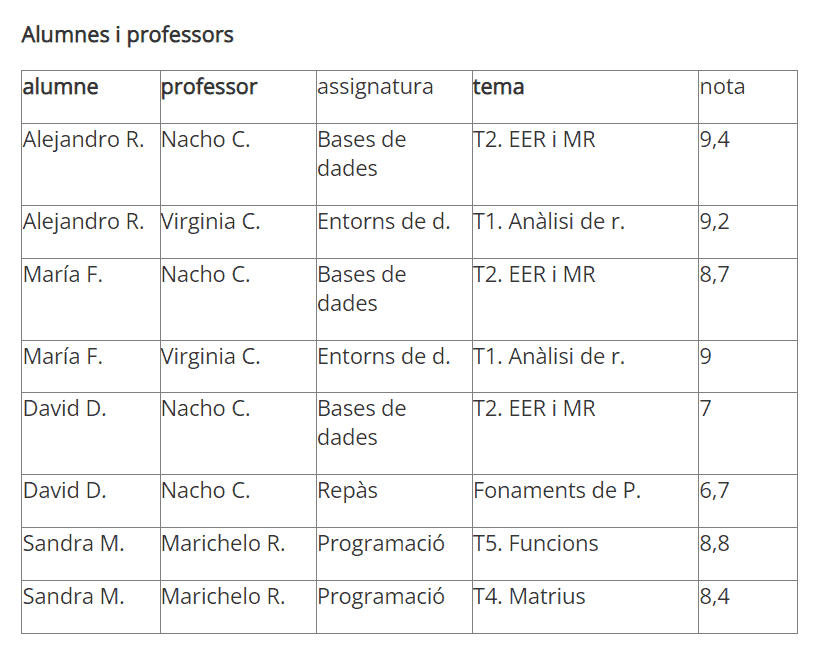 Alumnes i professors
alumne professor assignatura tema nota
Alejandro R. Nacho C. Bases de dades T2. EER i MR 9,4
Alejandro R. Virginia C. Entorns de d. T1. Anàlisi de r. 9,2
María F. Nacho C. Bases de dades T2. EER i MR 8,7
María F. Virginia C. Entorns de d. T1. Anàlisi de r. 9
David D. Nacho C. Bases de dades T2. EER i MR 7
David D. Nacho C. Repàs Fonaments de P. 6,7
Sandra M. Marichelo R. Programació T5. Funcions 8,8
Sandra M. Marichelo R. Programació T4. Matrius 8,4